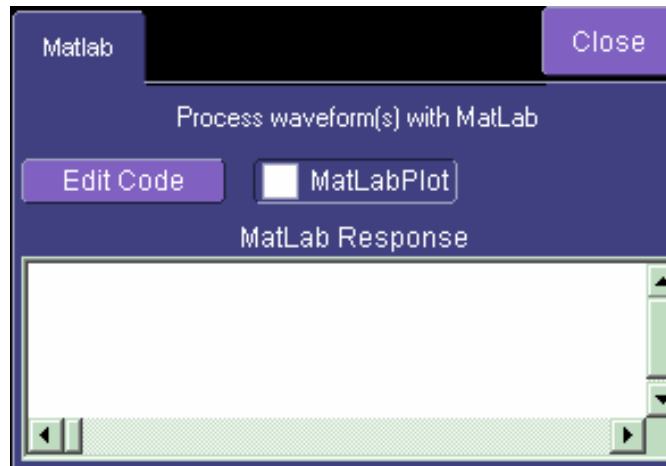 Matlab
Close
Process waveform(s) with MatLab
Edit Code
MatLabPlot
MatLab Response